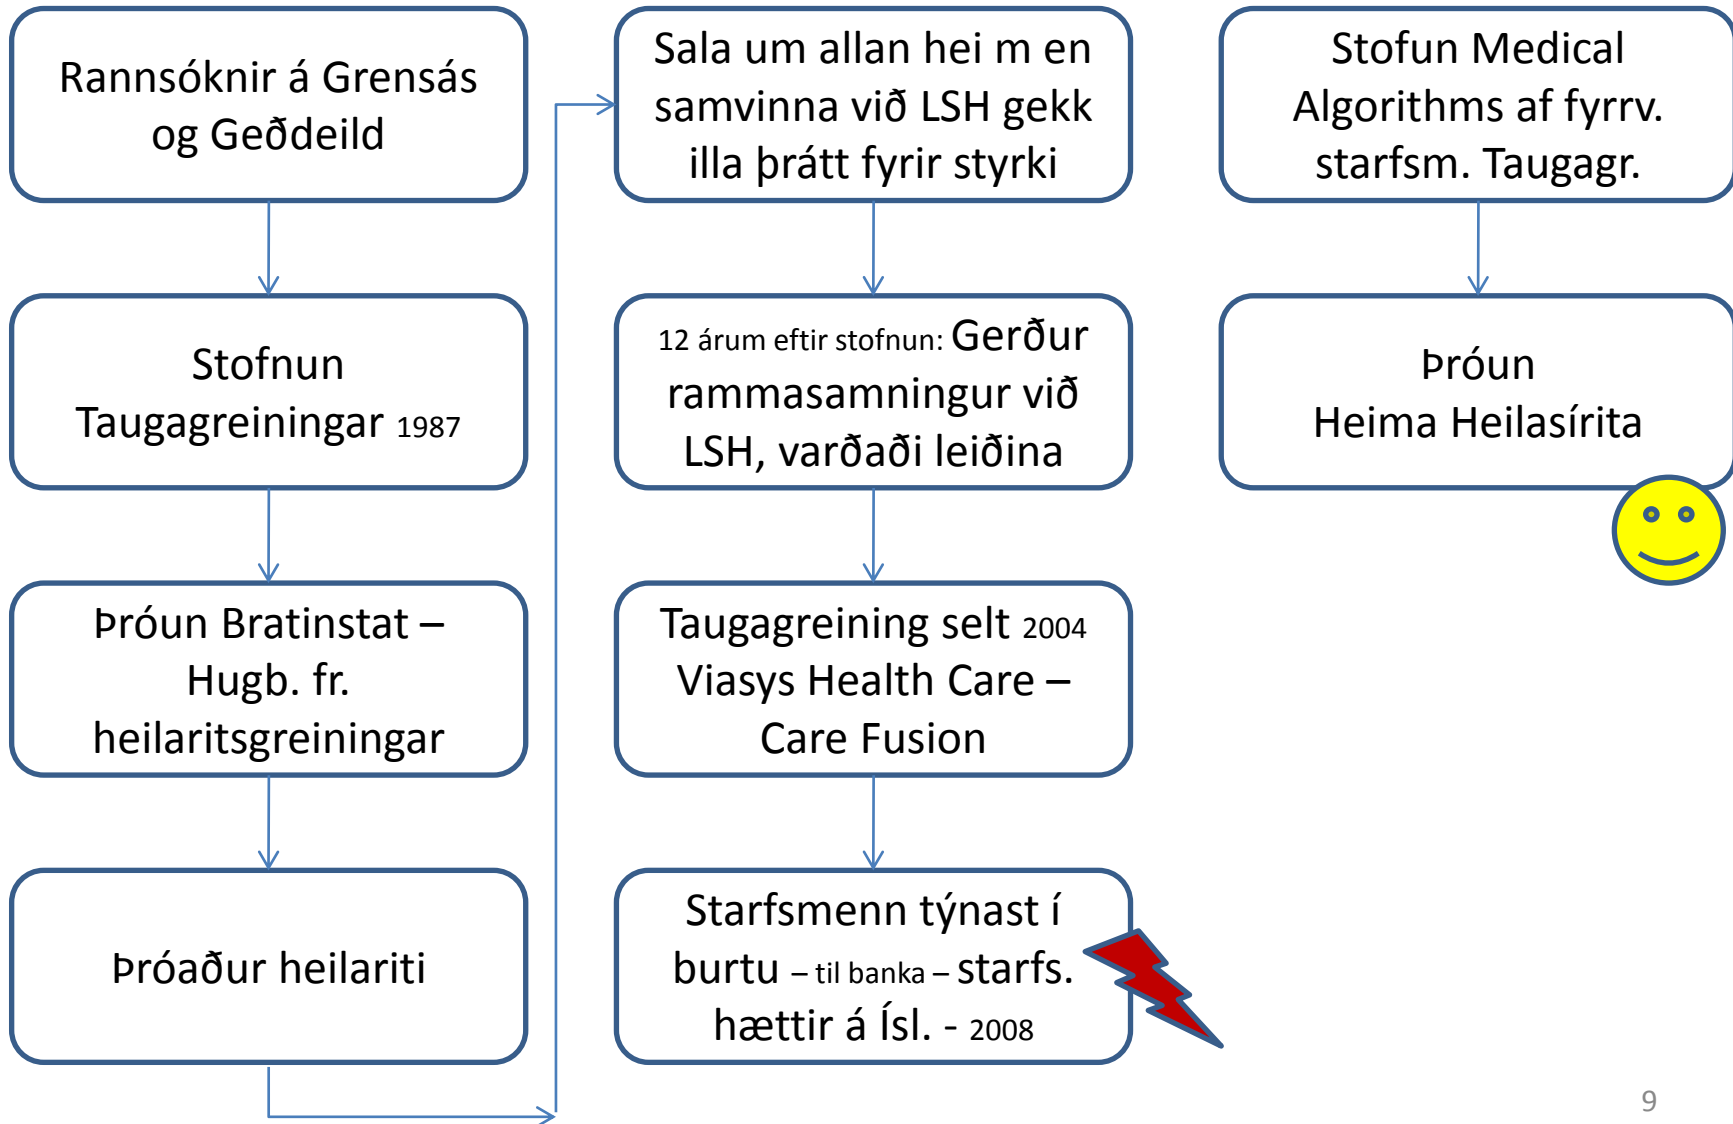 Rannsóknir á Grensás
og Geðdeild
Stofnun
Taugagreiningar 1987
Þróun Bratinstat –
Hugb. fr.
heilaritsgreiningar
Þróaður heilariti
Sala um allan hei m en
samvinna við LSH gekk
illa þrátt fyrir styrki
12 árum eftir stofnun: Gerður
rammasamningur við
LSH, varðaði leiðina
Taugagreining selt 2004
Viasys Health Care –
Care Fusion
Starfsmenn týnast í
burtu – til banka – starfs.
hættir á Ísl. - 2008
Stofun Medical
Algorithms af fyrrv.
starfsm. Taugagr.
Þróun
Heima Heilasírita
9